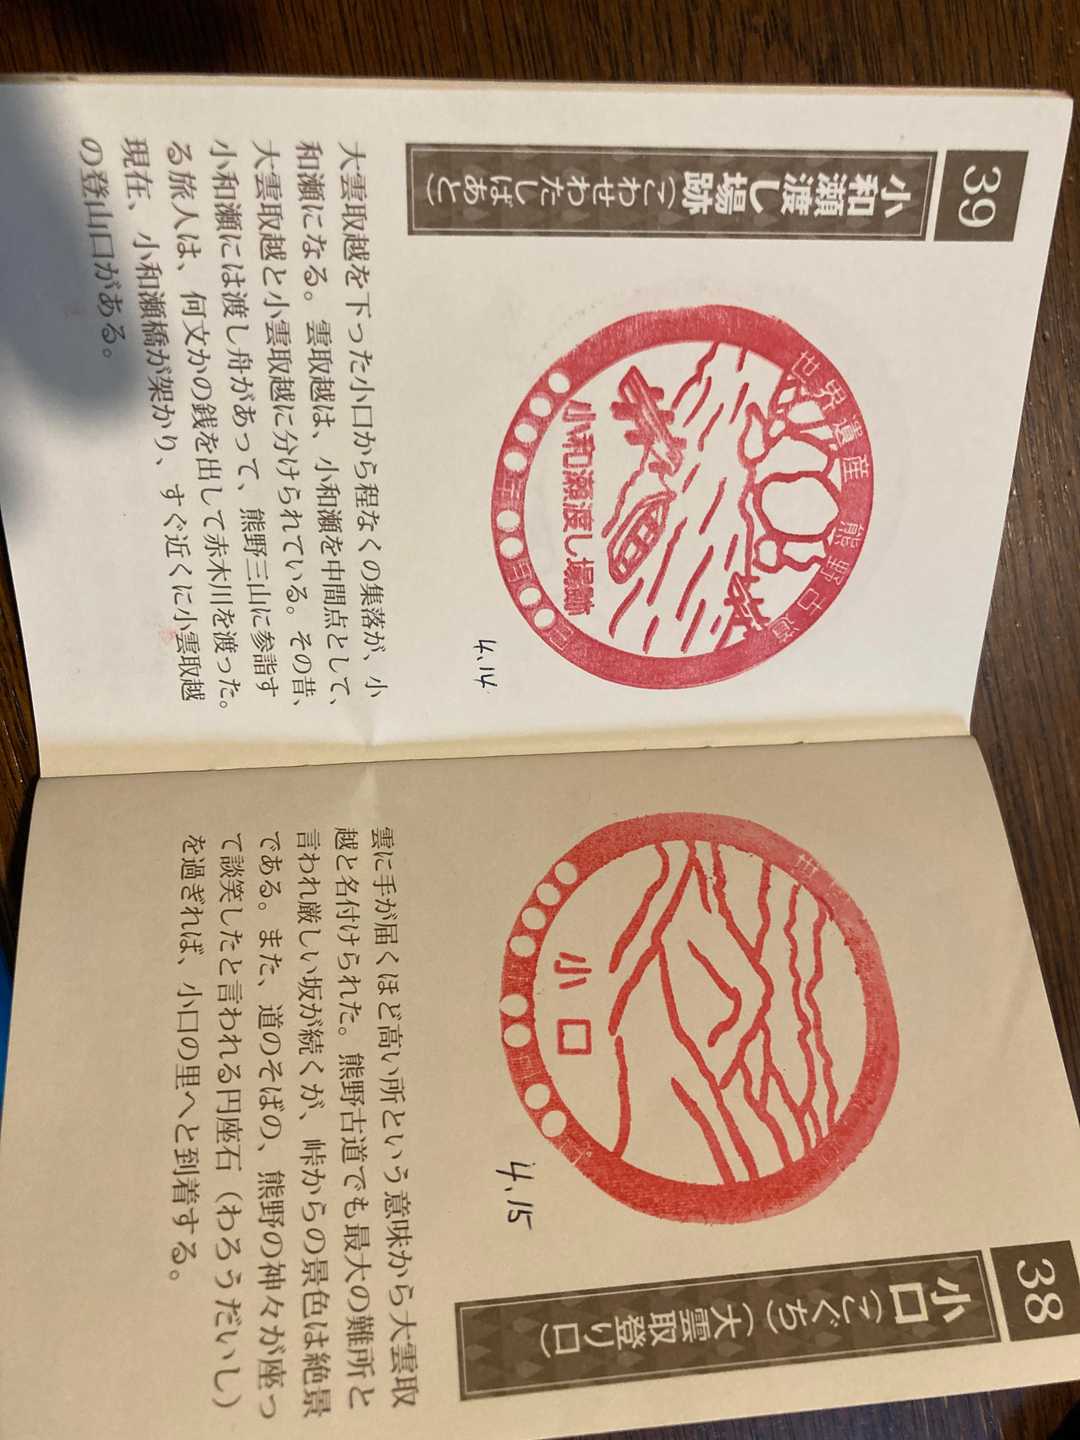 39
小和瀬渡し場跡(こわせわたしばあと)
世界遺産 熊野古道
小和瀬渡し場跡
4.14
大雲取越を下った小口から程なくの集落が、小
和瀬になる。雲取越は、小和瀬を中間点として、
大雲取越と小雲取越に分けられている。その昔、
小和瀬には渡し舟があって、熊野三山に参詣す
る旅人は、何文かの銭を出して赤木川を渡った。
現在、小和瀬橋が架かり、すぐ近くに小雲取越
の登山口がある。
38
小口(こぐち)(大雲取登り口)
小口
4.15
雲に手が届くほど高い所という意味から大雲取
越と名付けられた。熊野古道でも最大の難所と
言われ厳しい坂が続くが、峠からの景色は絶景
である。また、道のそばの、熊野の神々が座っ
て談笑したと言われる円座石(わろうだいし)
を過ぎれば、小口の里へと到着する。